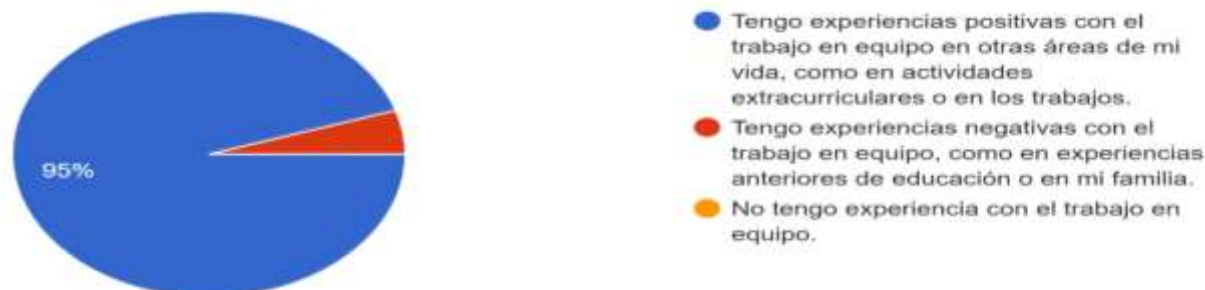 95%
Tengo experiencias positivas con el
trabajo en equipo en otras áreas de mi
vida, como en actividades
extracurriculares o en los trabajos.
Tengo experiencias negativas con el
trabajo en equipo, como en experiencias
anteriores de educación o en mi familia.
No tengo experiencia con el trabajo en
equipo.